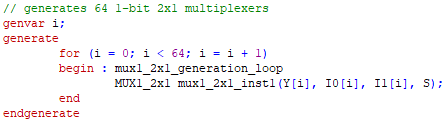 // generates 64 1-bit 2x1 multiplexers
genvar i;
generate
for (i = 0; i < 64; i = i + 1)
begin : mux1_2x1_generation_loop
MUX1_2x1 mux1_2x1_inst1(Y[i], I0[i], I1[i], S);
end
endgenerate